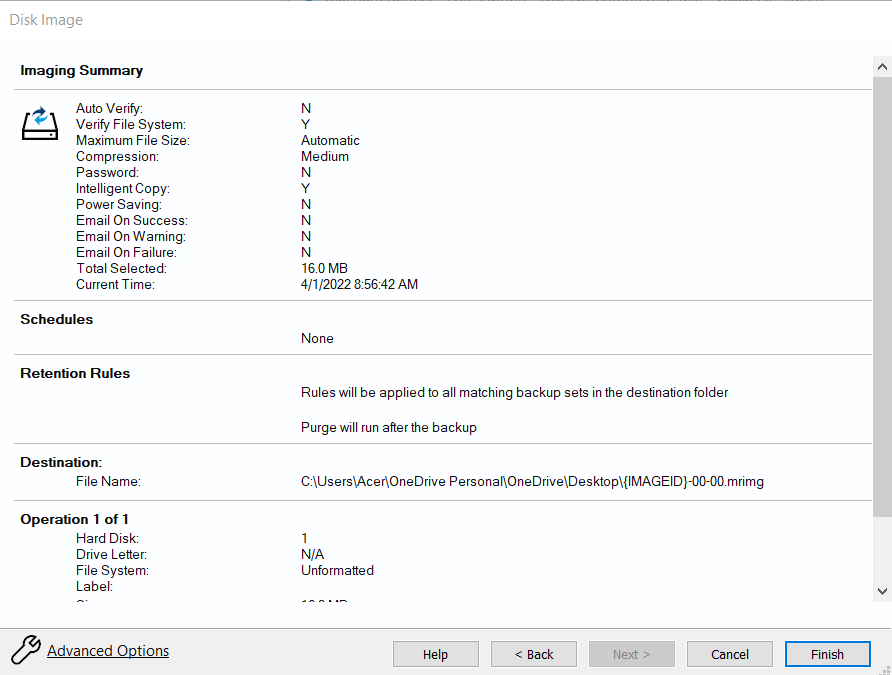 Disk Image
Imaging Summary
Auto Verify: N
Verify File System: Y
Maximum File Size: Automatic
Compression: Medium
Password: N
Intelligent Copy: Y
Power Saving: N
Email On Success: N
Email On Warning: N
Email On Failure: N
Total Selected: 16.0 MB
Current Time: 4/1/2022 8:56:42 AM
Schedules
None
Retention Rules
Rules will be applied to all matching backup sets in the destination folder
Purge will run after the backup
Destination:
File Name: C:\Users\Acer\OneDrive Personal\OneDrive\Desktop\{IMAGEID}-00-00.mrimg
Operation 1 of 1
Hard Disk: 1
Drive Letter: N/A
File System: Unformatted
Label:
Advanced Options
Help
< Back
Next >
Cancel
Finish